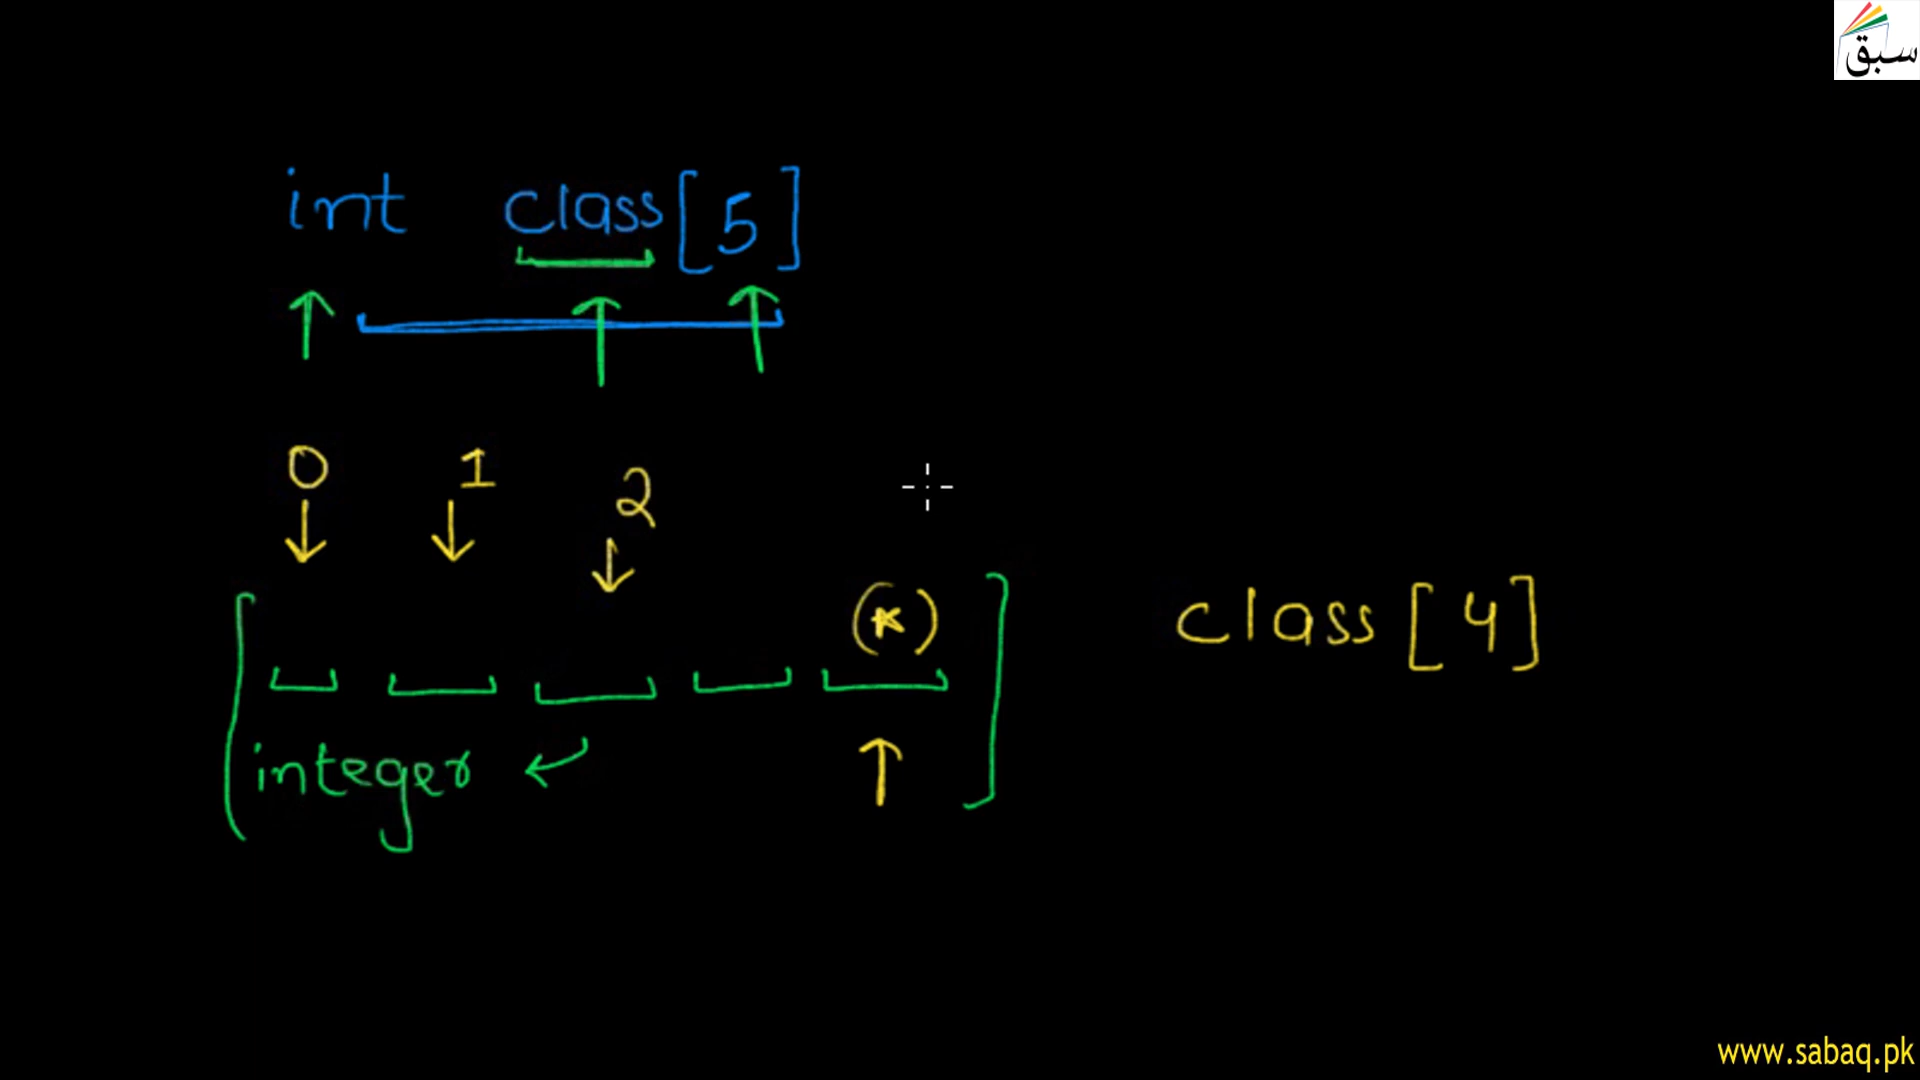 سبق
int class[5]
0 1 2
(*)
class[4]
integer
www.sabaq.pk